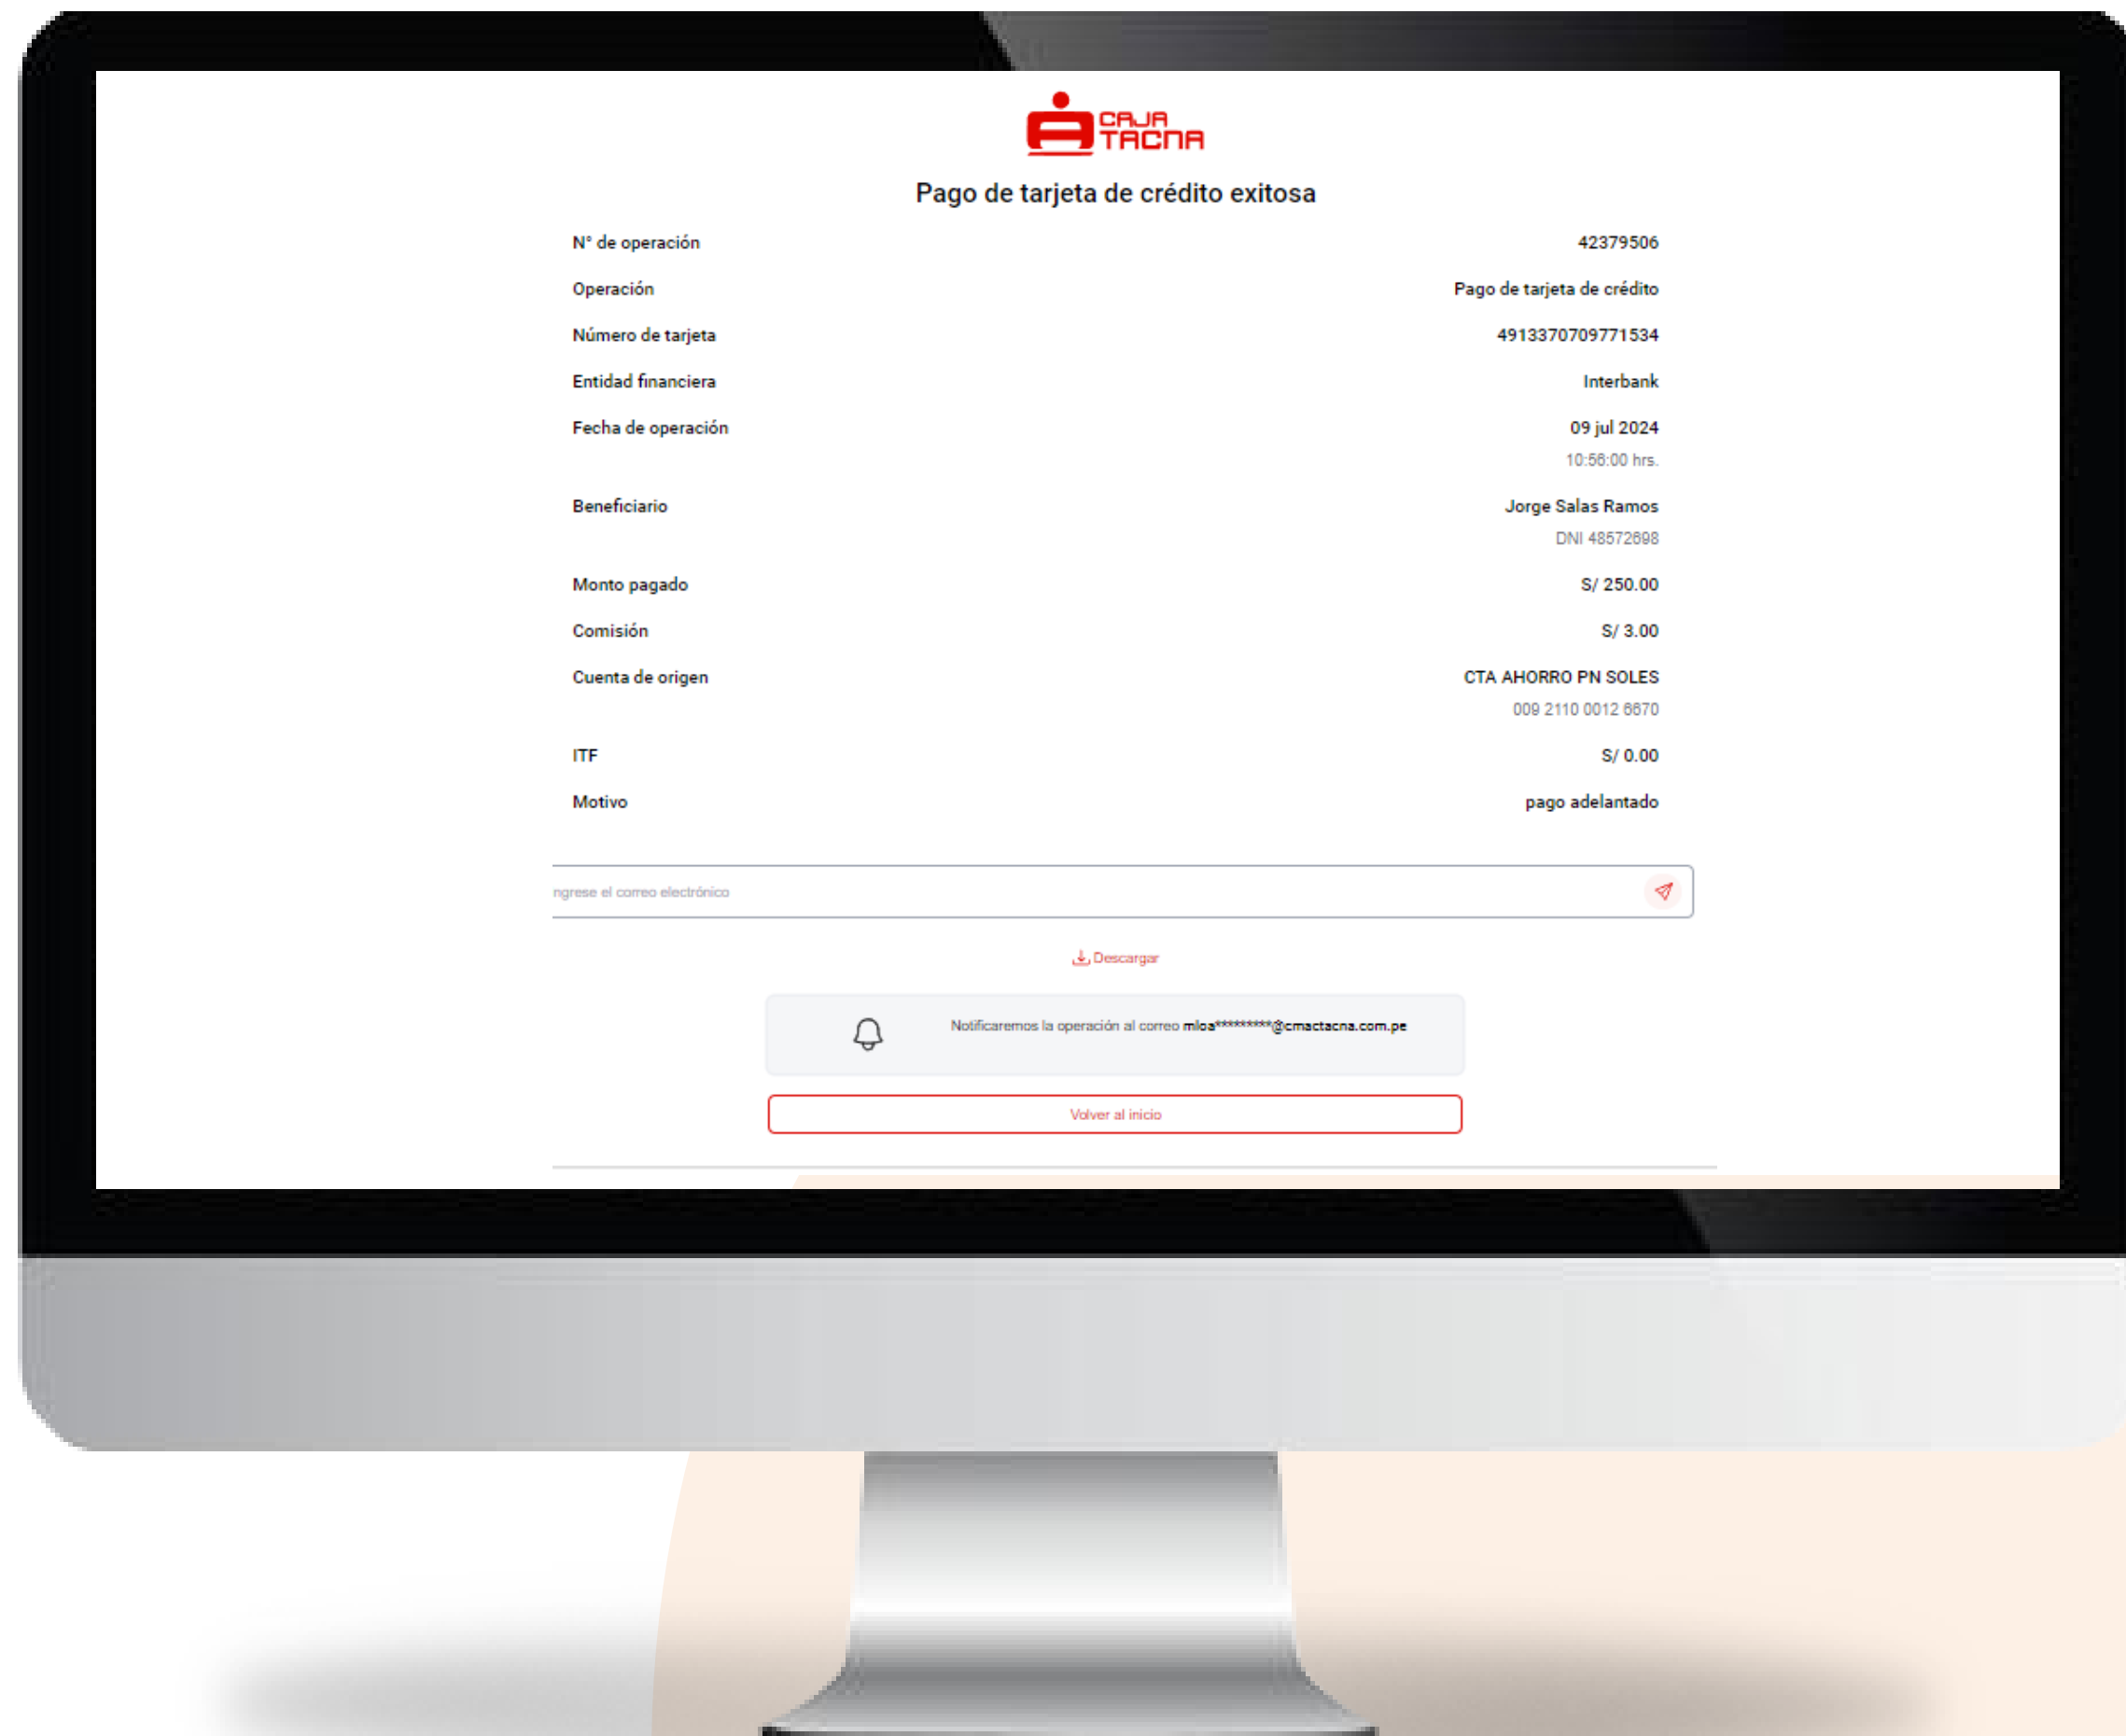 CAJA
TACNA
Pago de tarjeta de crédito exitosa
N° de operación 42379506
Operación Pago de tarjeta de crédito
Número de tarjeta 4913370709771534
Entidad financiera Interbank
Fecha de operación 09 jul 2024
10:56:00 hrs.
Beneficiario Jorge Salas Ramos
DNI 48572698
Monto pagado S/ 250.00
Comisión S/ 3.00
Cuenta de origen CTA AHORRO PN SOLES
009 2110 0012 6670
ITF S/ 0.00
Motivo pago adelantado
ngrese el correo electrónico
Descargar
Notificaremos la operación al correo mloa*********@cmactacna.com.pe
Volver al inicio